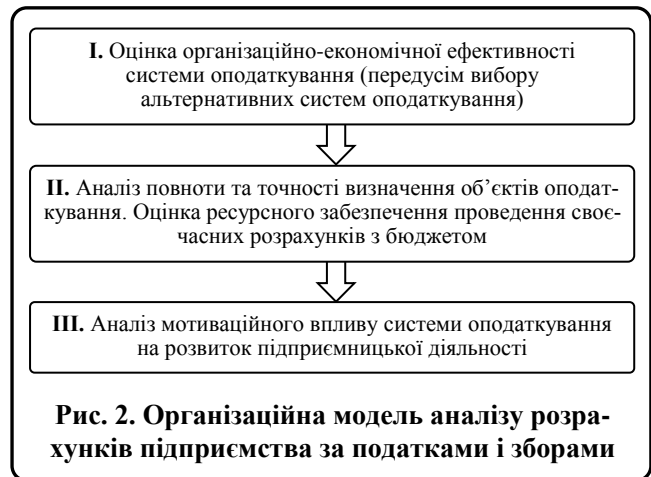 I. Оцінка організаційно-економічної ефективності
системи оподаткування (передусім вибору
альтернативних систем оподаткування)
II. Аналіз повноти та точності визначення об’єктів оподат-
кування. Оцінка ресурсного забезпечення проведення своє-
часних розрахунків з бюджетом
III. Аналіз мотиваційного впливу системи оподаткування
на розвиток підприємницької діяльності
Рис. 2. Організаційна модель аналізу розра-
хунків підприємства за податками і зборами